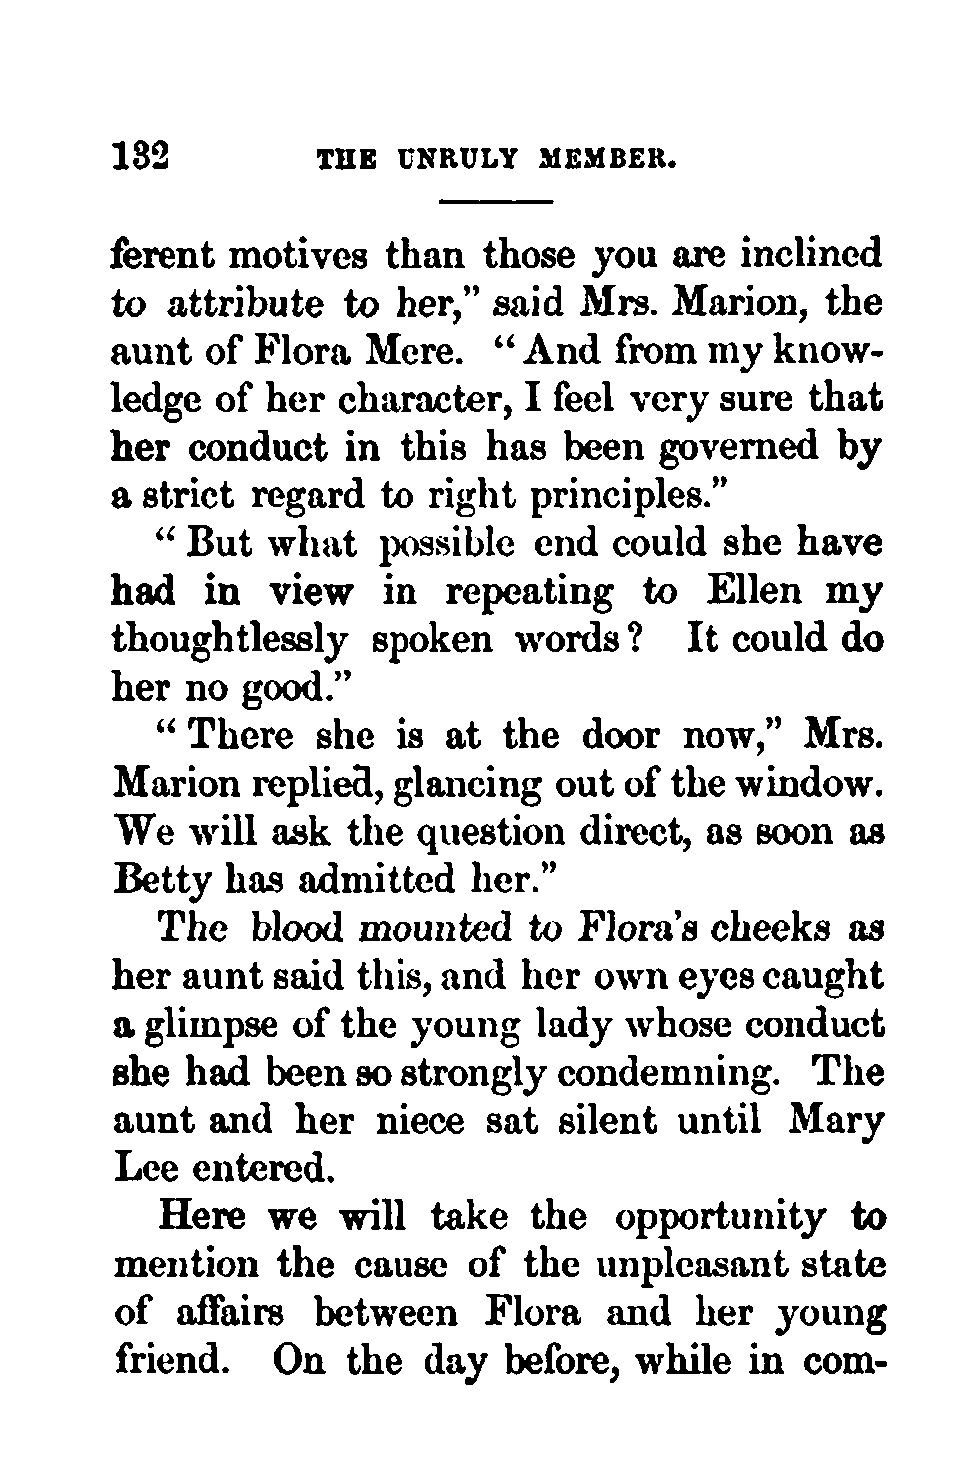 132 THE UNRULY MEMBER.
ferent motives than those you are inclined
to attribute to her,” said Mrs. Marion, the
aunt of Flora Mere. “And from my know-
ledge of her character, I feel very sure that
her conduct in this has been governed by
a strict regard to right principles.”
“But what possible end could she have
had in view in repeating to Ellen my
thoughtlessly spoken words? It could do
her no good.”
“There she is at the door now,” Mrs.
Marion replied, glancing out of the window.
We will ask the question direct, as soon as
Betty has admitted her.”
The blood mounted to Flora’s cheeks as
her aunt said this, and her own eyes caught
a glimpse of the young lady whose conduct
she had been so strongly condemning. The
aunt and her niece sat silent until Mary
Lee entered.
Here we will take the opportunity to
mention the cause of the unpleasant state
of affairs between Flora and her young
friend. On the day before, while in com-